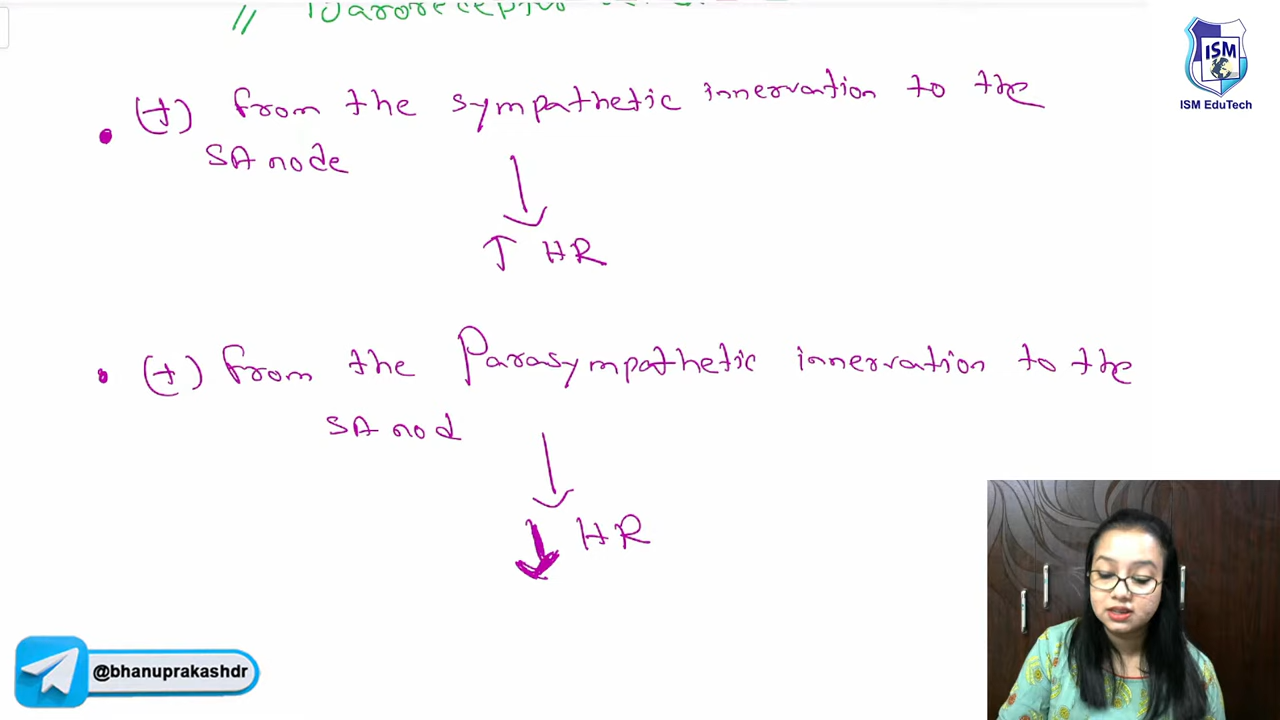 ISM
ISM EduTech
(+) from the sympathetic innervation to the
SA node
↑ HR
(+) from the Parasympathetic innervation to the
SA nod
↓ HR
@bhanuprakashdr